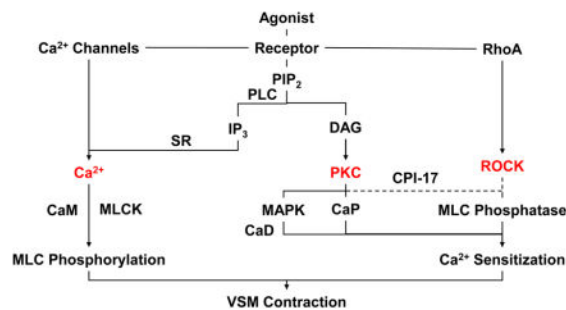 Agonist
Ca²⁺ Channels Receptor RhoA
PIP₂
PLC
IP₃ DAG
SR
Ca²⁺ PKC CPI-17 ROCK
CaM MLCK MAPK CaP MLC Phosphatase
CaD
MLC Phosphorylation Ca²⁺ Sensitization
VSM Contraction